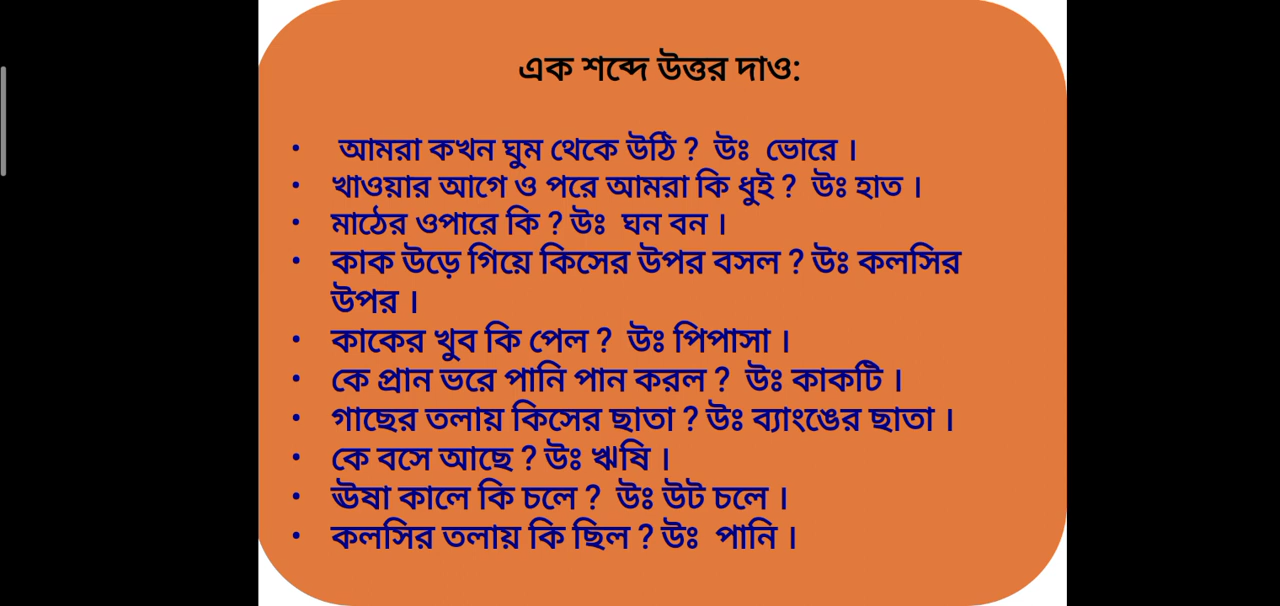 এক শব্দে উত্তর দাও:
• আমরা কখন ঘুম থেকে উঠি ? উঃ ভোরে ।
• খাওয়ার আগে ও পরে আমরা কি ধুই ? উঃ হাত ।
• মাঠের ওপারে কি ? উঃ ঘন বন ।
• কাক উড়ে গিয়ে কিসের উপর বসল ? উঃ কলসির
উপর ।
• কাকের খুব কি পেল ? উঃ পিপাসা ।
• কে প্রান ভরে পানি পান করল ? উঃ কাকটি ।
• গাছের তলায় কিসের ছাতা ? উঃ ব্যাংঙের ছাতা ।
• কে বসে আছে ? উঃ ঋষি ।
• ঊষা কালে কি চলে ? উঃ উট চলে ।
• কলসির তলায় কি ছিল ? উঃ পানি ।